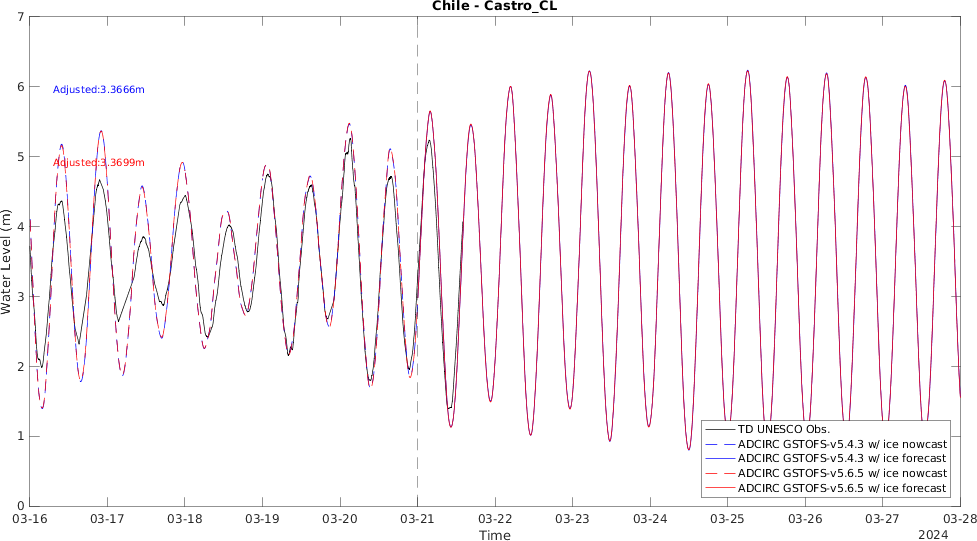 Chile - Castro_CL
7
6
5
4
3
2
1
0
Water Level (m)
Adjusted:3.3666m
Adjusted:3.3699m
TD UNESCO Obs.
ADCIRC GSTOFS-v5.4.3 w/ ice nowcast
ADCIRC GSTOFS-v5.4.3 w/ ice forecast
ADCIRC GSTOFS-v5.6.5 w/ ice nowcast
ADCIRC GSTOFS-v5.6.5 w/ ice forecast
03-16 03-17 03-18 03-19 03-20 03-21 03-22 03-23 03-24 03-25 03-26 03-27 03-28
Time
2024